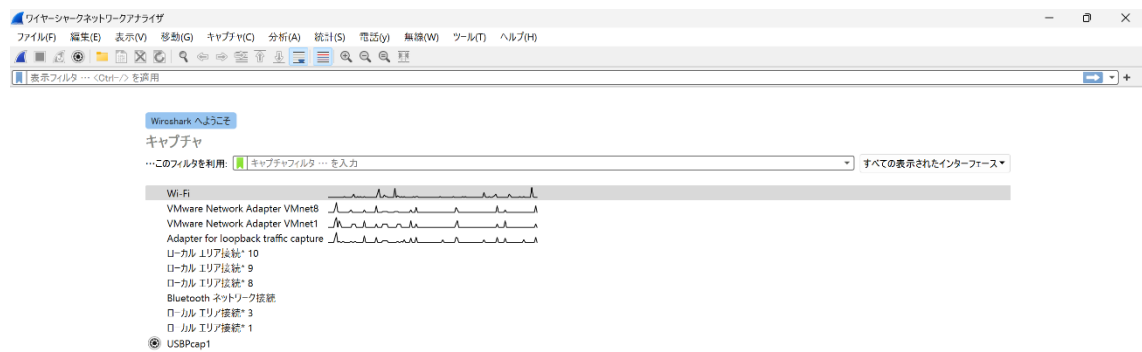 ワイヤーシャークネットワークアナライザ
ファイル(F) 編集(E) 表示(V) 移動(G) キャプチャ(C) 分析(A) 統計(S) 電話(y) 無線(W) ツール(T) ヘルプ(H)
表示フィルタ … <Ctrl-/> を適用
Wireshark へようこそ
キャプチャ
…このフィルタを利用: キャプチャフィルタ … を入力 すべての表示されたインターフェース
Wi-Fi
VMware Network Adapter VMnet8
VMware Network Adapter VMnet1
Adapter for loopback traffic capture
ローカル エリア接続* 10
ローカル エリア接続* 9
ローカル エリア接続* 8
Bluetooth ネットワーク接続
ローカル エリア接続* 3
ローカル エリア接続* 1
USBPcap1